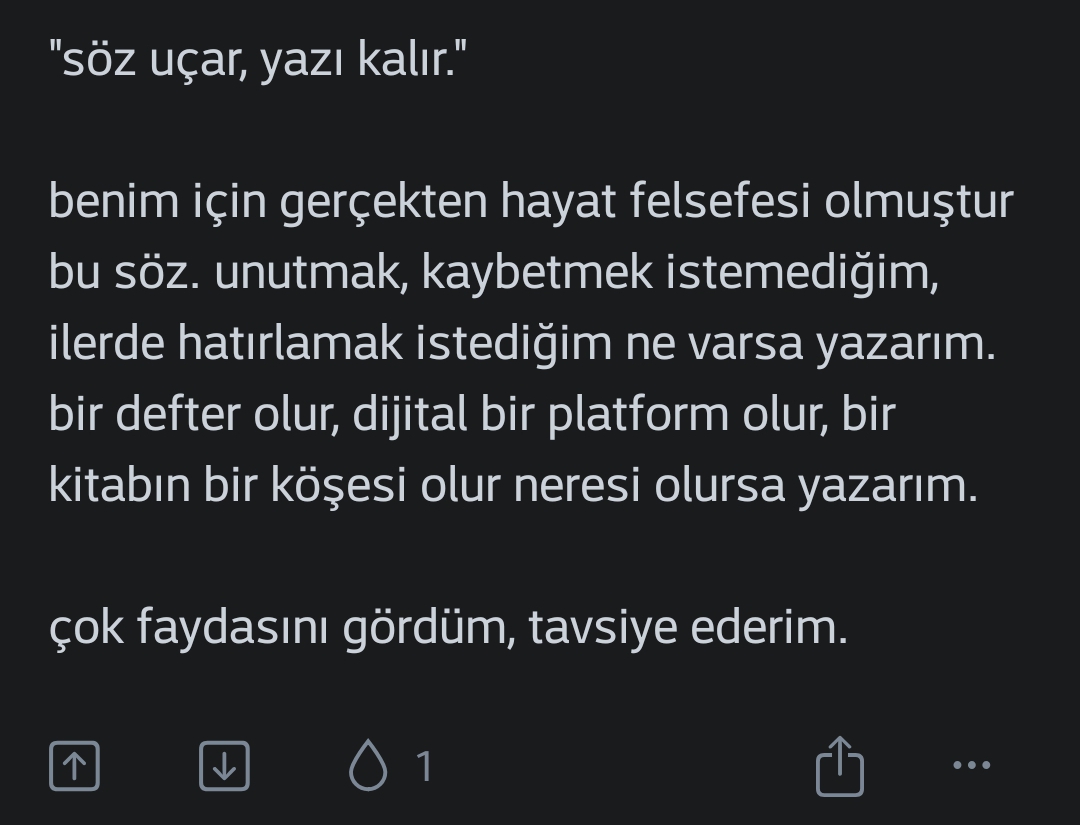 "söz uçar, yazı kalır."
benim için gerçekten hayat felsefesi olmuştur
bu söz. unutmak, kaybetmek istemediğim,
ilerde hatırlamak istediğim ne varsa yazarım.
bir defter olur, dijital bir platform olur, bir
kitabın bir köşesi olur neresi olursa yazarım.
çok faydasını gördüm, tavsiye ederim.
1